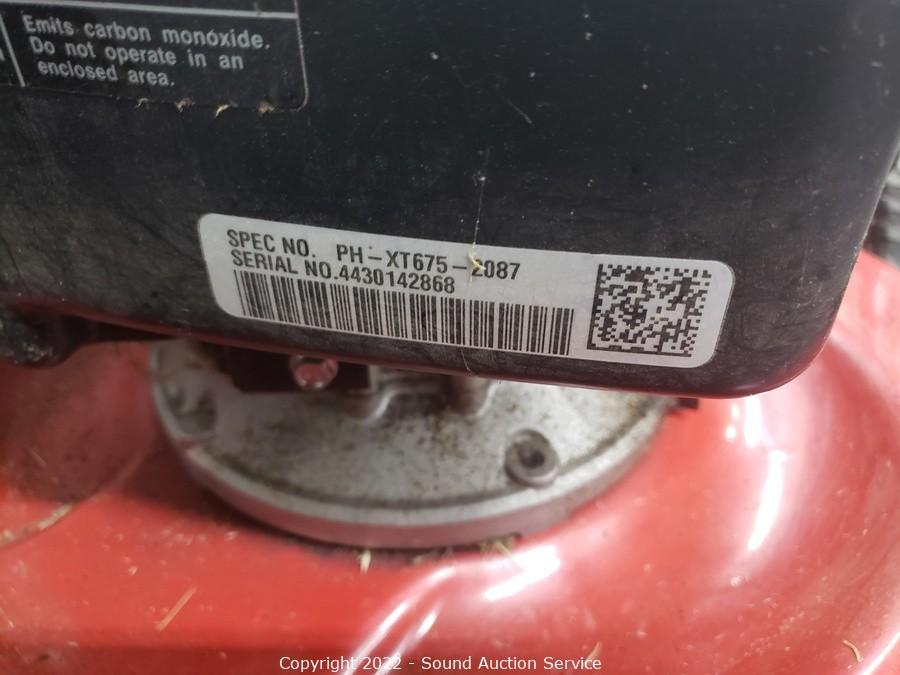 Emits carbon monóxide.
Do not operate in an
enclosed area.
SPEC NO. PH-XT675-2087
SERIAL NO.4430142868
Copyright 2022 - Sound Auction Service